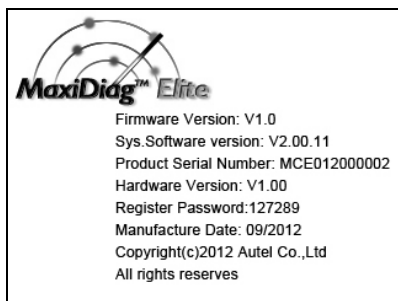 MaxiDiag™ Elite
Firmware Version: V1.0
Sys.Software version: V2.00.11
Product Serial Number: MCE012000002
Hardware Version: V1.00
Register Password:127289
Manufacture Date: 09/2012
Copyright(c)2012 Autel Co.,Ltd
All rights reserves